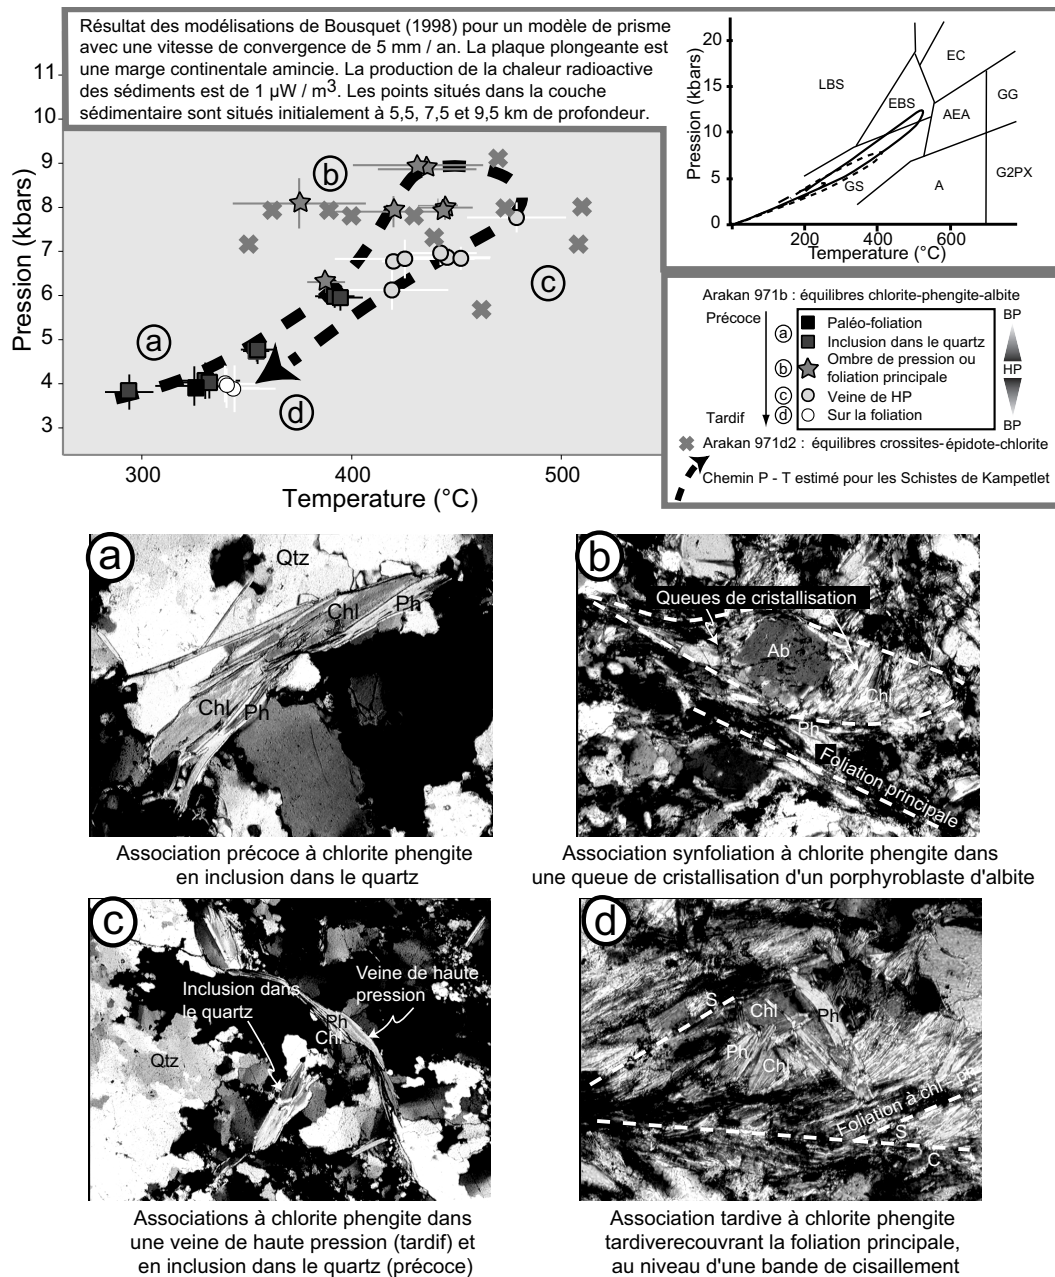 Résultat des modélisations de Bousquet (1998) pour un modèle de prisme
avec une vitesse de convergence de 5 mm / an. La plaque plongeante est
une marge continentale amincie. La production de la chaleur radioactive
des sédiments est de 1 µW / m3. Les points situés dans la couche
sédimentaire sont situés initialement à 5,5, 7,5 et 9,5 km de profondeur.
Pression (kbars)
11
10
9
8
7
6
5
4
3
300
400
500
Temperature (°C)
a
b
c
d
Pression (kbars)
20
15
10
5
0
200
400
600
Temperature (°C)
LBS
EC
EBS
AEA
GG
GS
A
G2PX
Arakan 971b : équilibres chlorite-phengite-albite
Précoce
Tardif
a
b
c
d
Paléo-foliation
Inclusion dans le quartz
Ombre de pression ou
foliation principale
Veine de HP
Sur la foliation
BP
HP
BP
Arakan 971d2 : équilibres crossites-épidote-chlorite
Chemin P - T estimé pour les Schistes de Kampetlet
a
Qtz
Chl
Ph
Chl
Ph
Association précoce à chlorite phengite
en inclusion dans le quartz
b
Queues de cristallisation
Ab
Chl
Ph
Foliation principale
Association synfoliation à chlorite phengite dans
une queue de cristallisation d'un porphyroblaste d'albite
c
Veine de haute
pression
Inclusion dans
le quartz
Ph
Chl
Qtz
Associations à chlorite phengite dans
une veine de haute pression (tardif) et
en inclusion dans le quartz (précoce)
d
S
Chl
Ph
Ph
Chl
Foliation à chl - Ph
S
C
Association tardive à chlorite phengite
tardiverecouvrant la foliation principale,
au niveau d'une bande de cisaillement